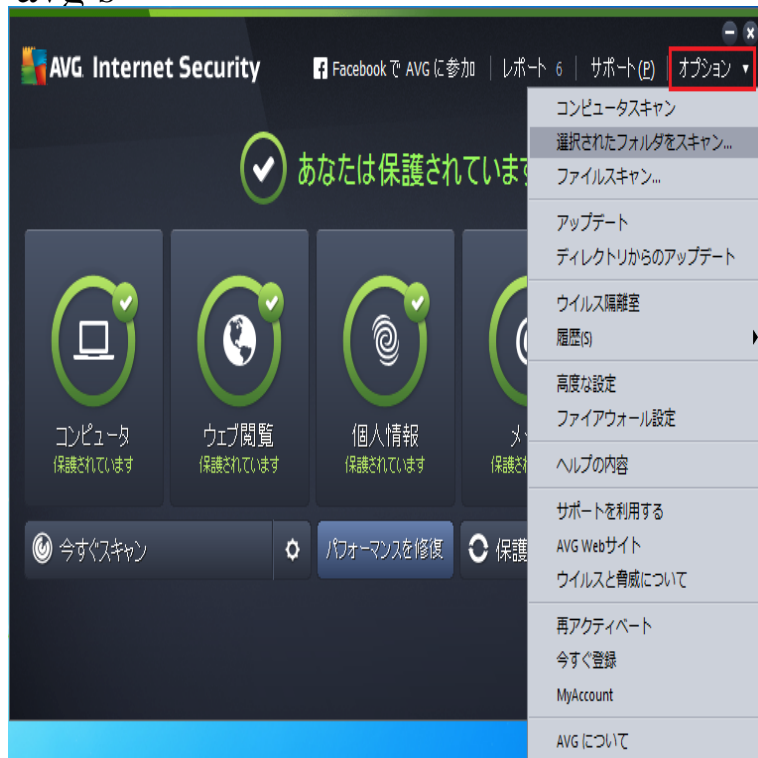 AVG Internet Security
Facebook で AVG に参加 | レポート 6 | サポート(P) | オプション ▼
あなたは保護されています
コンピュータ
保護されています
ウェブ閲覧
保護されています
個人情報
保護されています
今すぐスキャン
パフォーマンスを修復
保護
コンピュータスキャン
選択されたフォルダをスキャン...
ファイルスキャン...
アップデート
ディレクトリからのアップデート
ウイルス隔離室
履歴(S)
高度な設定
ファイアウォール設定
ヘルプの内容
サポートを利用する
AVG Webサイト
ウイルスと脅威について
再アクティベート
今すぐ登録
MyAccount
AVG について